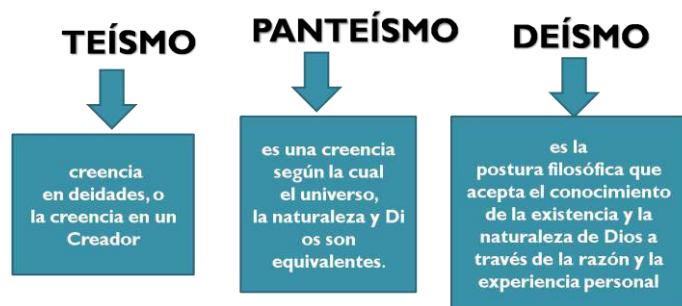 TEÍSMO
creencia
en deidades, o
la creencia en un
Creador
PANTEÍSMO
es una creencia
según la cual
el universo,
la naturaleza y Di
os son
equivalentes.
DEÍSMO
es la
postura filosófica que
acepta el conocimiento
de la existencia y la
naturaleza de Dios a
través de la razón y la
experiencia personal